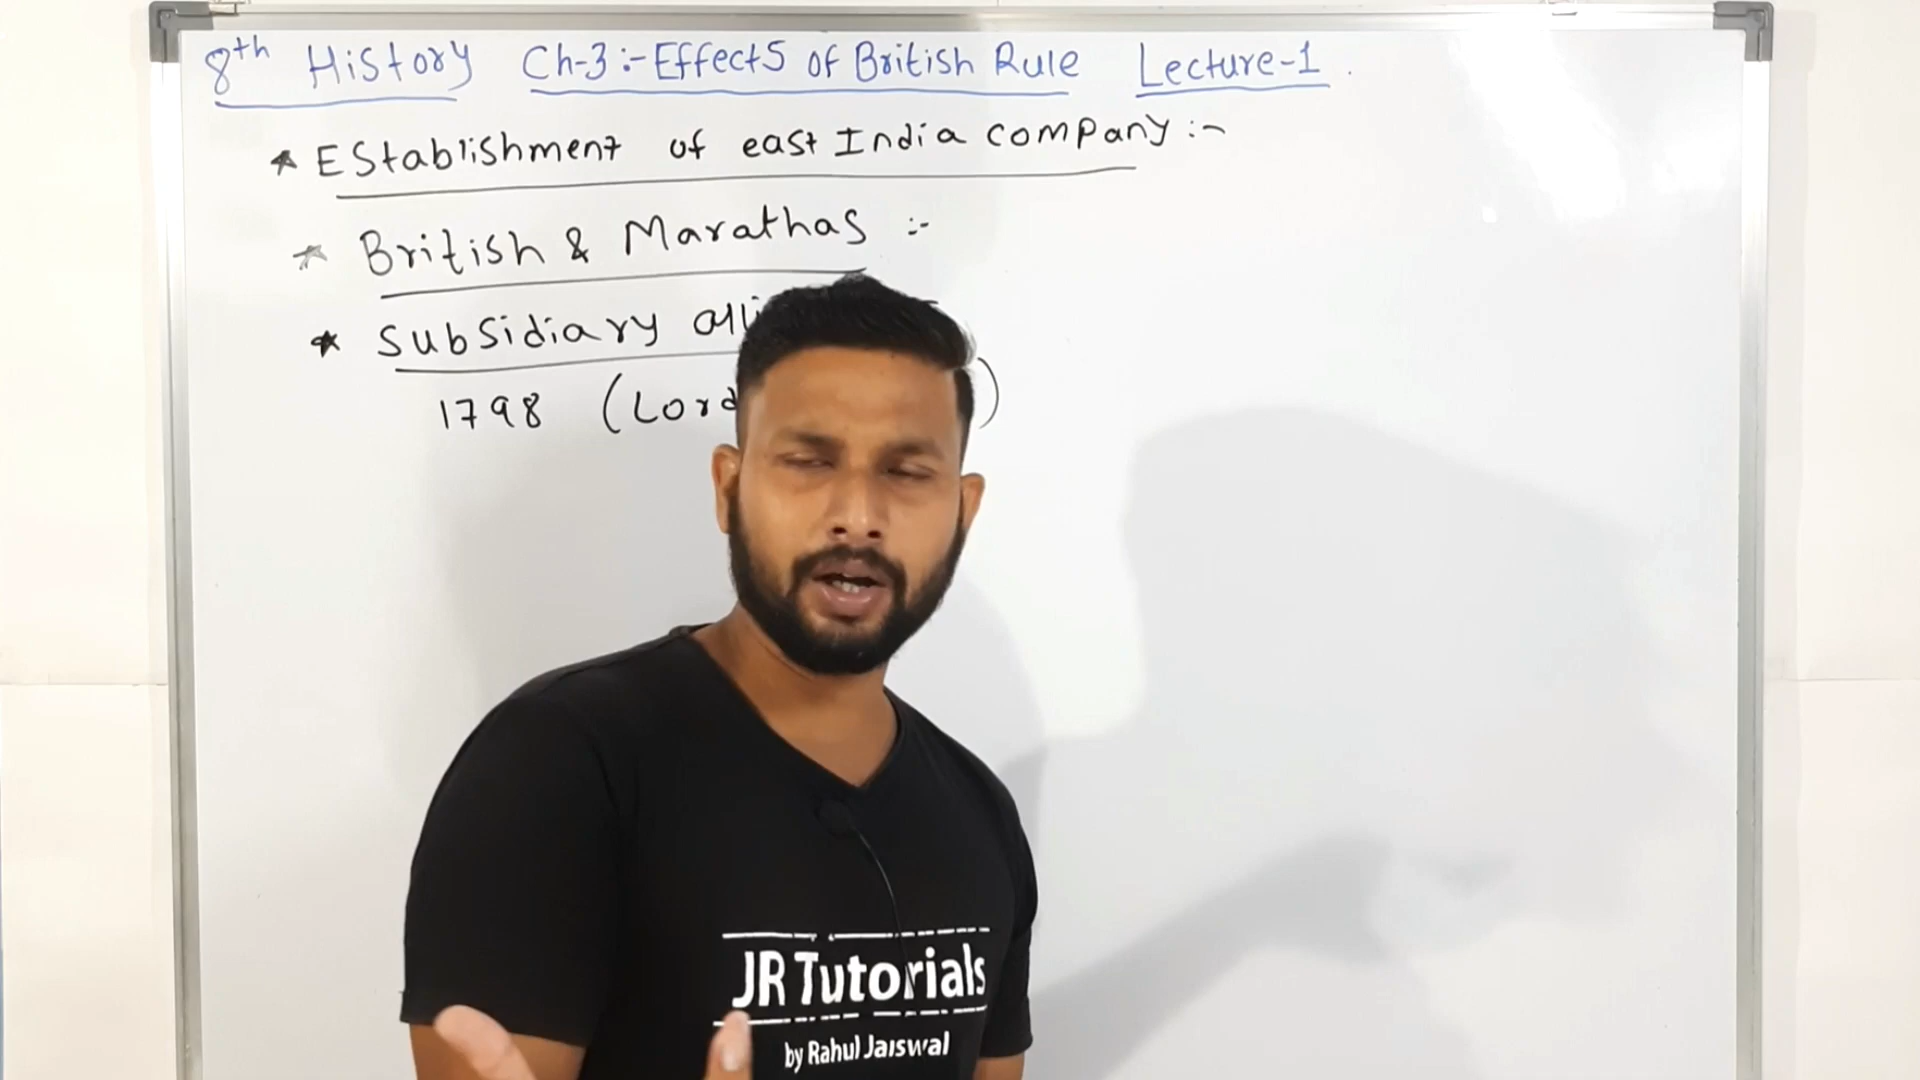 8th History Ch-3:-Effects of British Rule Lecture-1.
* Establishment of east India company :-
* British & Marathas :-
* Subsidiary
1798 (Lord )
JR Tutorials
by Rahul Jaiswal